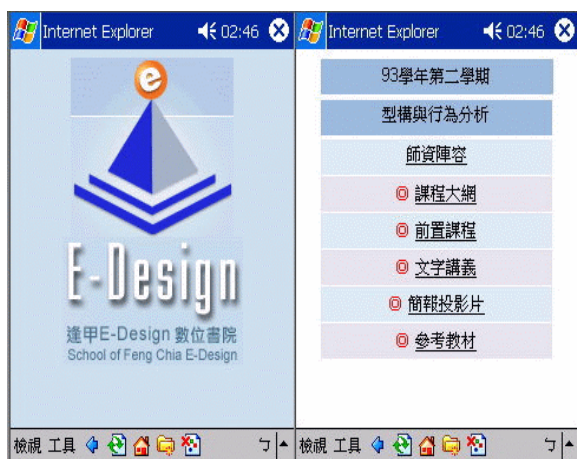 Internet Explorer 02:46
e
E-Design
逢甲E-Design 數位書院
School of Feng Chia E-Design
檢視 工具 ㄅ
Internet Explorer 02:46
93學年第二學期
型構與行為分析
師資陣容
課程大網
前置課程
文字講義
簡報投影片
參考教材
檢視 工具 ㄅ